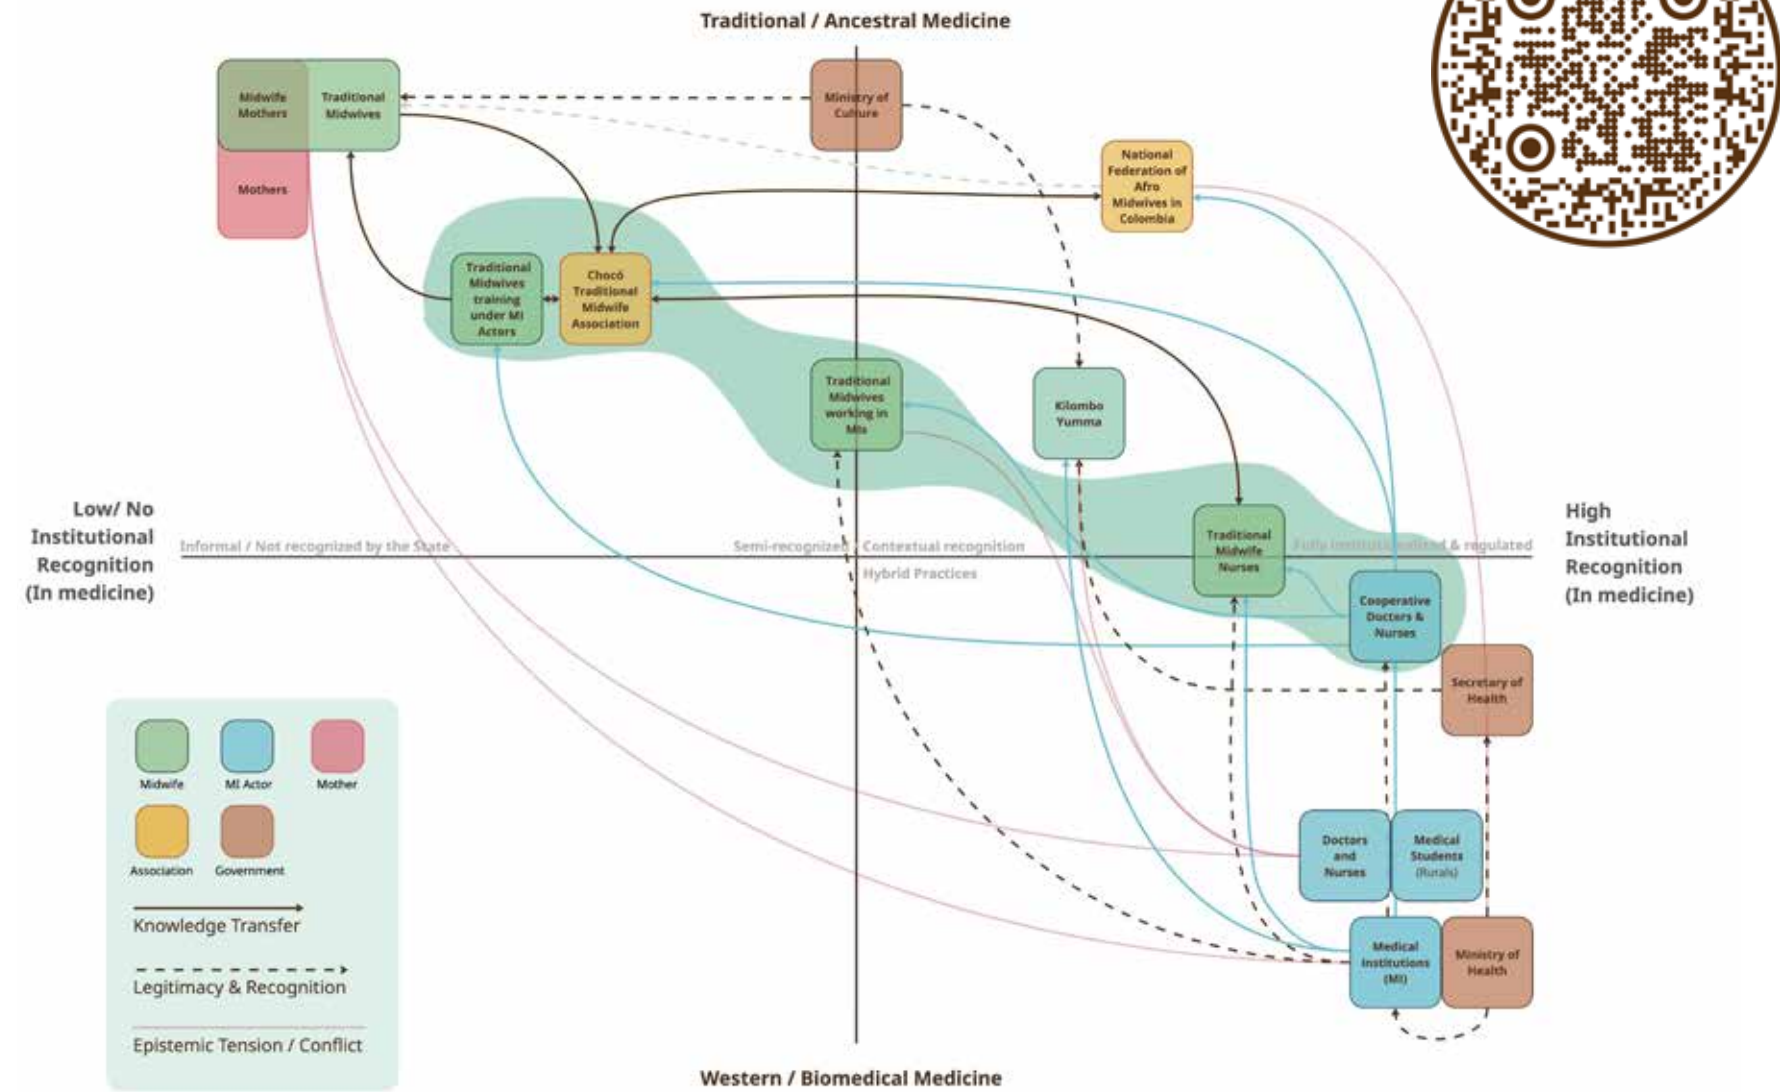 Traditional / Ancestral Medicine
Midwife
Mothers
Traditional
Midwives
Mothers
Ministry of
Culture
National
Federation of
Afro
Midwives in
Colombia
Traditional
Midwives
training
under MI
Actors
Chocó
Traditional
Midwife
Association
Traditional
Midwives
working in
MIs
Kilombo
Yumma
Low/ No
Institutional
Recognition
(In medicine)
Informal / Not recognized by the State
Semi-recognized
Contextual recognition
Hybrid Practices
Traditional
Midwife
Nurses
Fully institutionalized & regulated
High
Institutional
Recognition
(In medicine)
Cooperative
Doctors &
Nurses
Secretary of
Health
Doctors
and
Nurses
Medical
Students
(Rurals)
Medical
Institutions
(MI)
Ministry of
Health
Midwife
MI Actor
Mother
Association
Government
Knowledge Transfer
Legitimacy & Recognition
Epistemic Tension / Conflict
Western / Biomedical Medicine